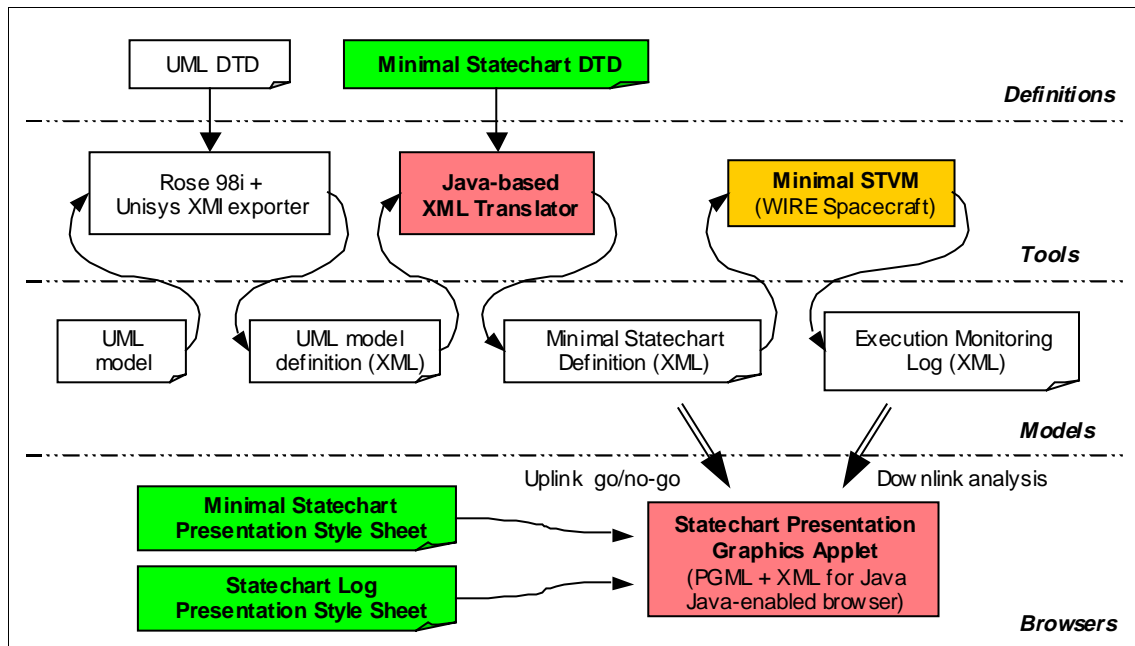 UML DTD
Minimal Statechart DTD
Definitions
Rose 98i +
Unisys XMI exporter
Java-based
XML Translator
Minimal STVM
(WIRE Spacecraft)
Tools
UML
model
UML model
definition (XML)
Minimal Statechart
Definition (XML)
Execution Monitoring
Log (XML)
Models
Uplink go/no-go
Downlink analysis
Minimal Statechart
Presentation Style Sheet
Statechart Log
Presentation Style Sheet
Statechart Presentation
Graphics Applet
(PGML + XML for Java
Java-enabled browser)
Browsers